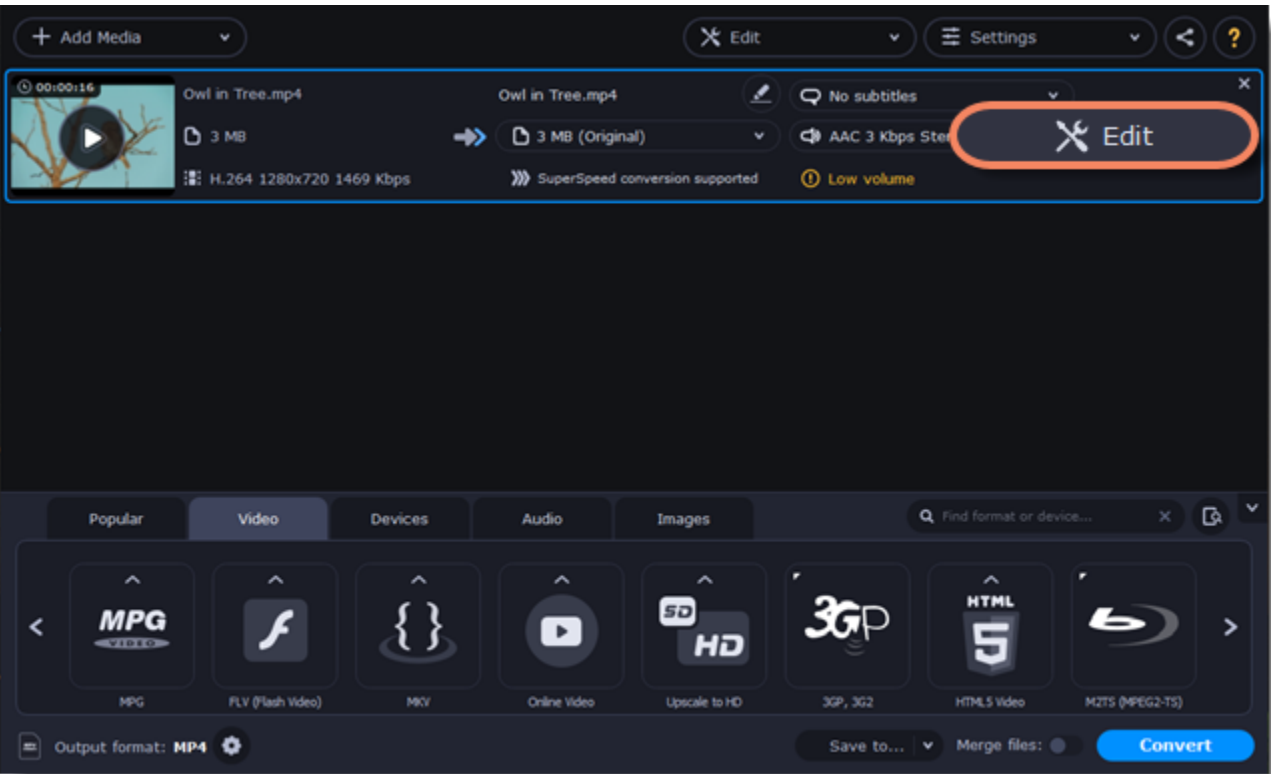 Add Media
Edit
Settings
?
00:00:16
Owl in Tree.mp4
Owl in Tree.mp4
No subtitles
3 MB
3 MB (Original)
AAC 3 Kbps Ster
Edit
H.264 1280x720 1469 Kbps
SuperSpeed conversion supported
Low volume
Popular
Video
Devices
Audio
Images
Find format or device...
MPG
VIDEO
{ }
SD
HD
3GP
HTML
5
MPG
FLV (Flash Video)
MKV
Online Video
Upscale to HD
3GP, 3G2
HTML5 Video
M2TS (MPEG2-TS)
Output format: MP4
Save to...
Merge files:
Convert